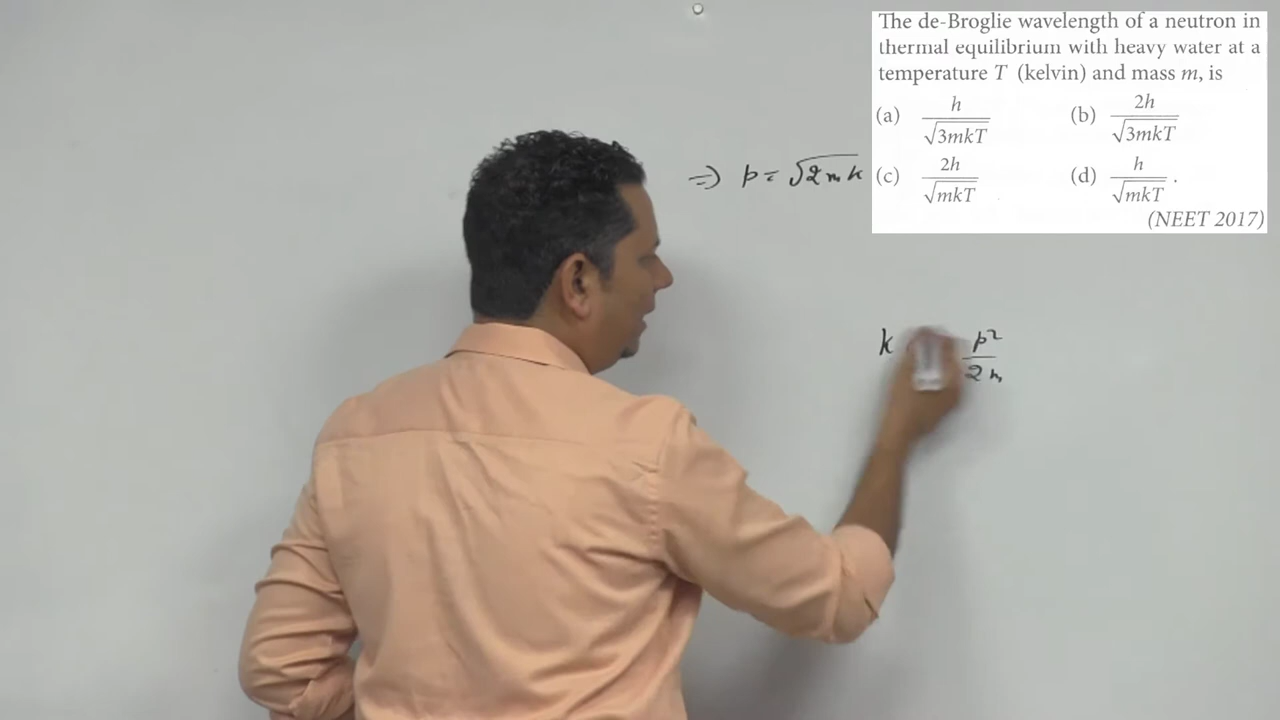 The de-Broglie wavelength of a neutron in
thermal equilibrium with heavy water at a
temperature T (kelvin) and mass m, is
(a) h/√3mkT (b) 2h/√3mkT
(c) 2h/√mkT (d) h/√mkT .
(NEET 2017)
⇒ p = √2mk
k p²/2m